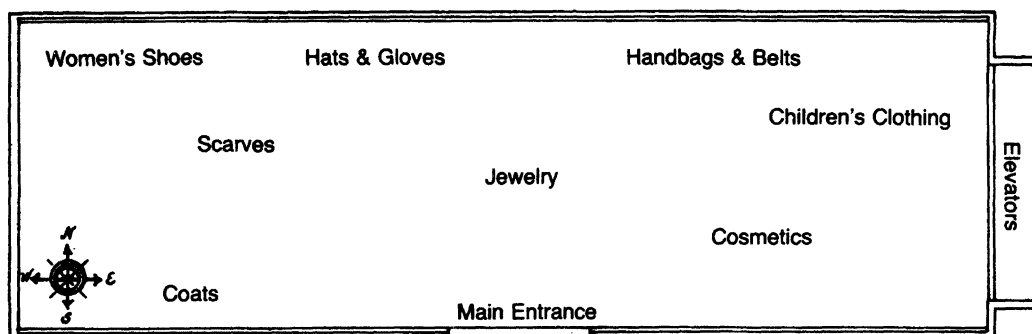 Women's Shoes
Hats & Gloves
Handbags & Belts
Children's Clothing
Scarves
Elevators
Jewelry
Cosmetics
N
W
E
S
Coats
Main Entrance